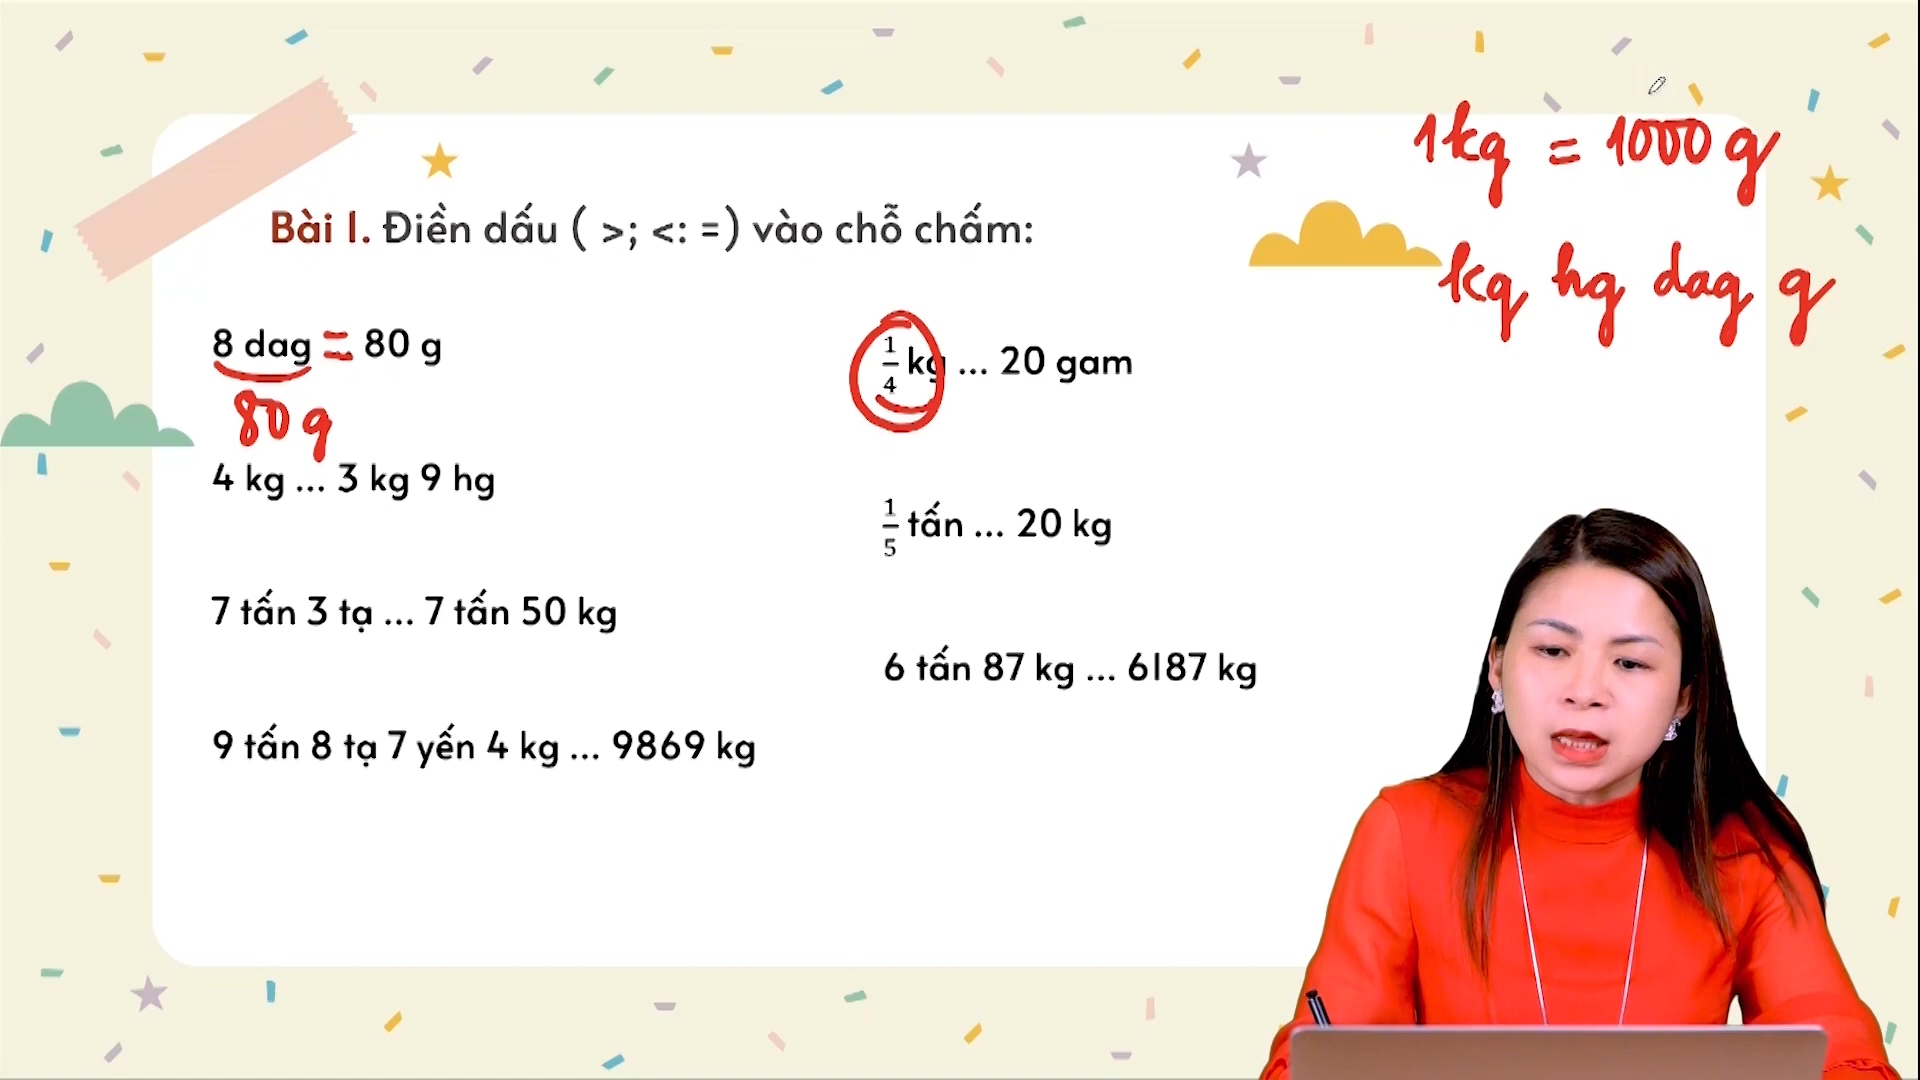 1kg = 1000 g
Bài 1. Điền dấu ( >; <: =) vào chỗ chấm:
kg hg dag g
8 dag = 80 g
80 g
4 kg ... 3 kg 9 hg
7 tấn 3 tạ ... 7 tấn 50 kg
9 tấn 8 tạ 7 yến 4 kg ... 9869 kg
1/4 kg ... 20 gam
1/5 tấn ... 20 kg
6 tấn 87 kg ... 6187 kg